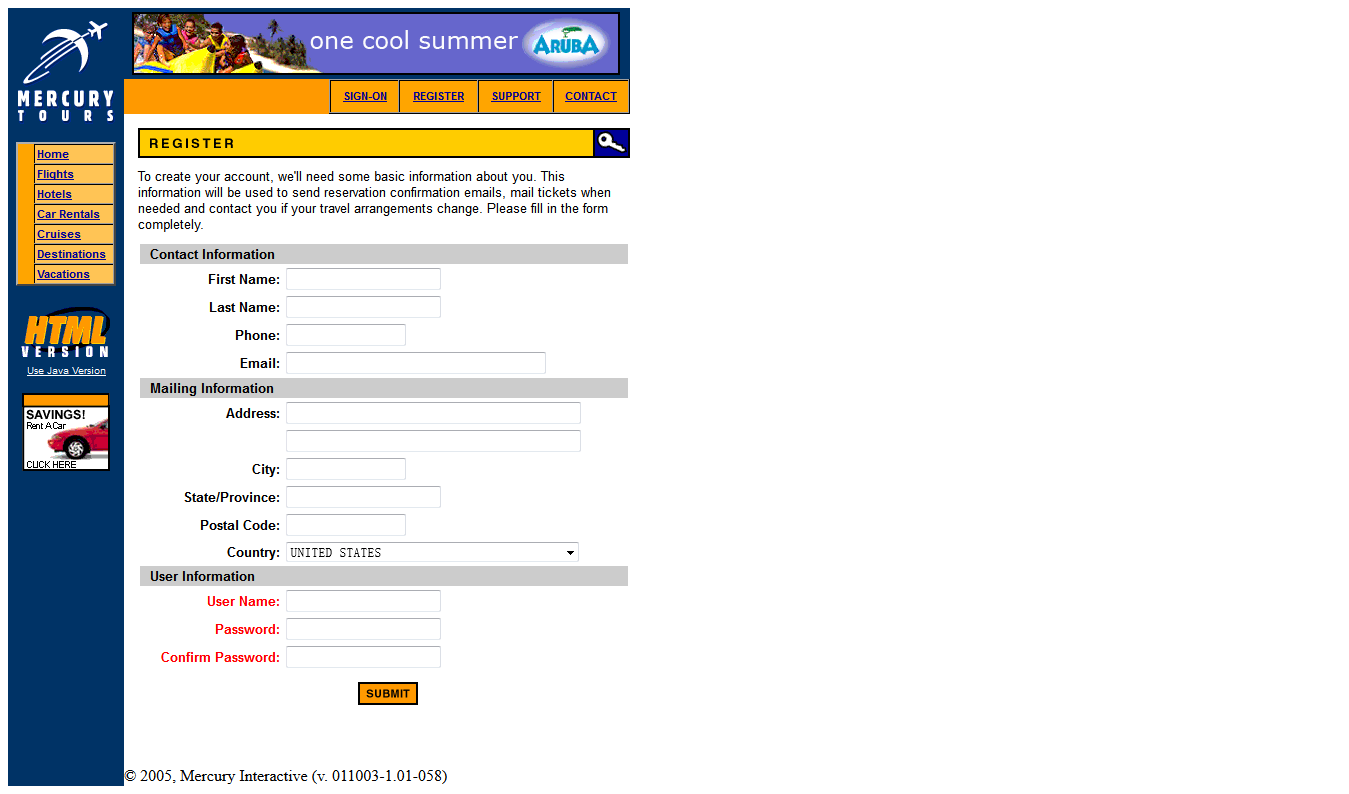 MERCURY
TOURS
one cool summer
ARUBA
SIGN-ON
REGISTER
SUPPORT
CONTACT
Home
Flights
Hotels
Car Rentals
Cruises
Destinations
Vacations
HTML
VERSION
Use Java Version
SAVINGS!
Rent A Car
CLICK HERE
REGISTER
To create your account, we'll need some basic information about you. This
information will be used to send reservation confirmation emails, mail tickets when
needed and contact you if your travel arrangements change. Please fill in the form
completely.
Contact Information
First Name:
Last Name:
Phone:
Email:
Mailing Information
Address:
City:
State/Province:
Postal Code:
Country: UNITED STATES
User Information
User Name:
Password:
Confirm Password:
SUBMIT
© 2005, Mercury Interactive (v. 011003-1.01-058)